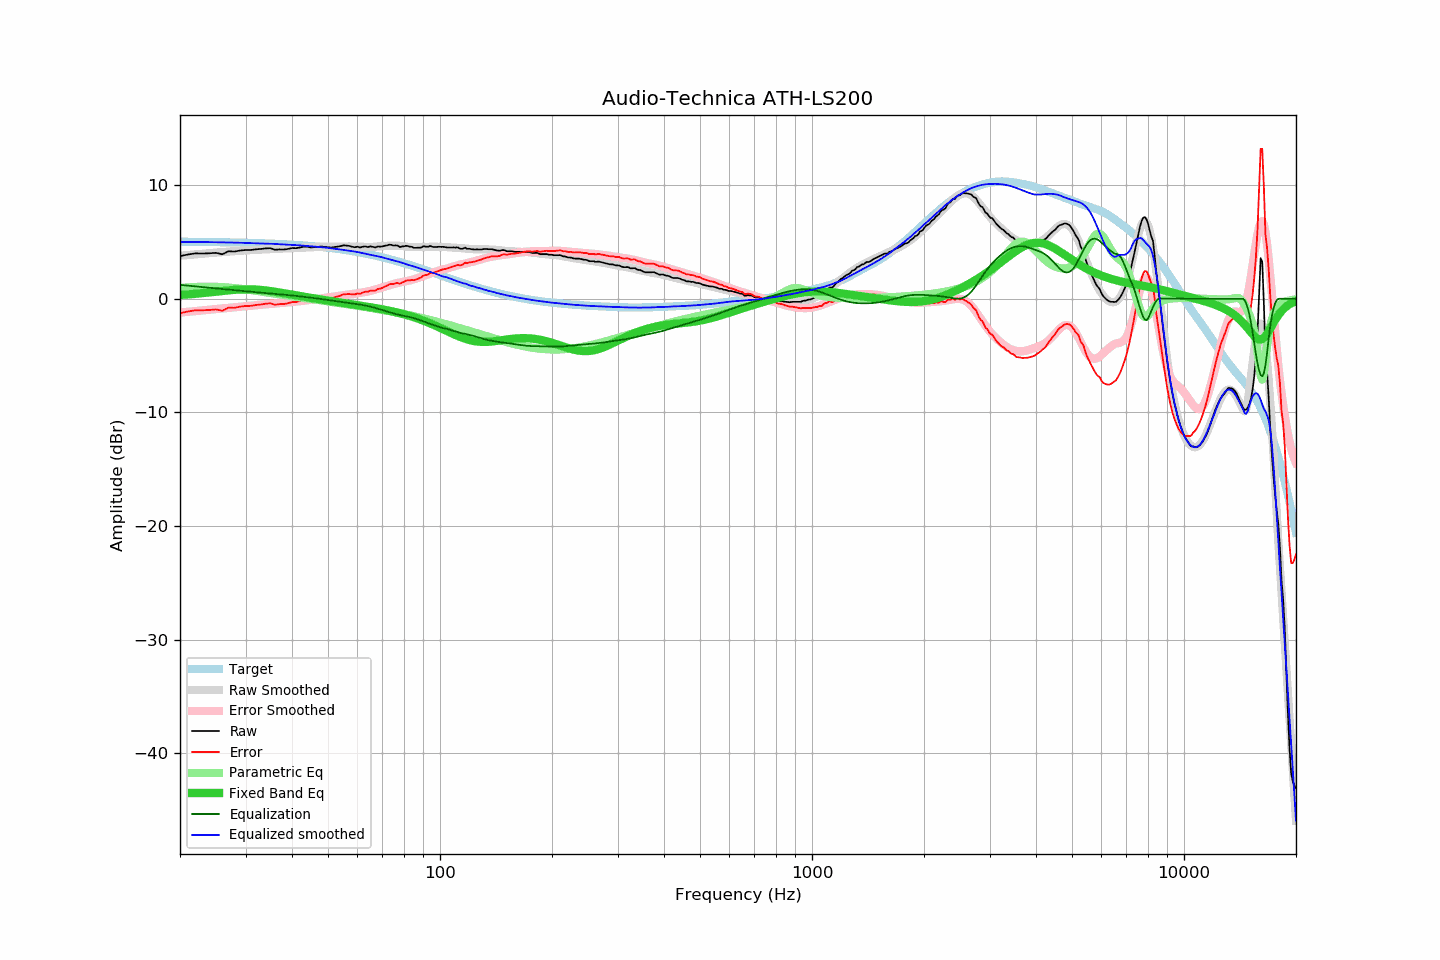 Audio-Technica ATH-LS200
Amplitude (dBr)
10
0
−10
−20
−30
−40
Target
Raw Smoothed
Error Smoothed
Raw
Error
Parametric Eq
Fixed Band Eq
Equalization
Equalized smoothed
100
1000
10000
Frequency (Hz)